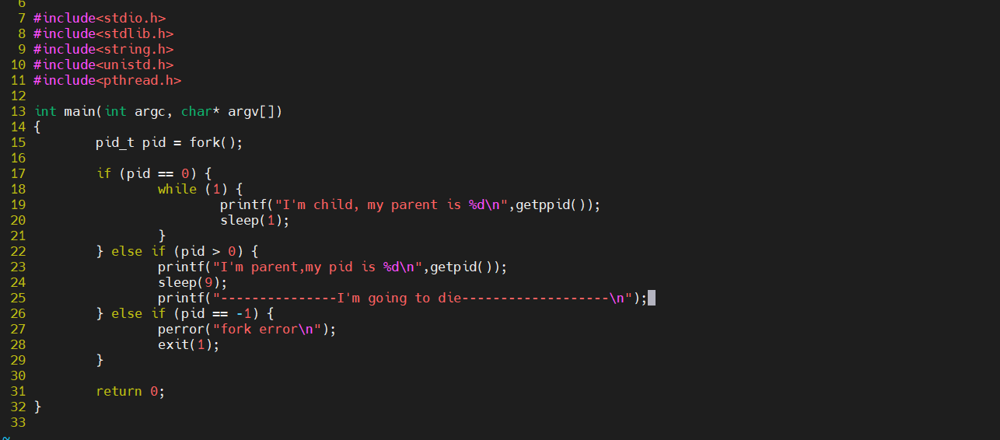 6
7 #include<stdio.h>
8 #include<stdlib.h>
9 #include<string.h>
10 #include<unistd.h>
11 #include<pthread.h>
12
13 int main(int argc, char* argv[])
14 {
15         pid_t pid = fork();
16
17         if (pid == 0) {
18                 while (1) {
19                         printf("I'm child, my parent is %d\n",getppid());
20                         sleep(1);
21                 }
22         } else if (pid > 0) {
23                 printf("I'm parent,my pid is %d\n",getpid());
24                 sleep(9);
25                 printf("---------------I'm going to die-------------------\n");
26         } else if (pid == -1) {
27                 perror("fork error\n");
28                 exit(1);
29         }
30
31         return 0;
32 }
33
~